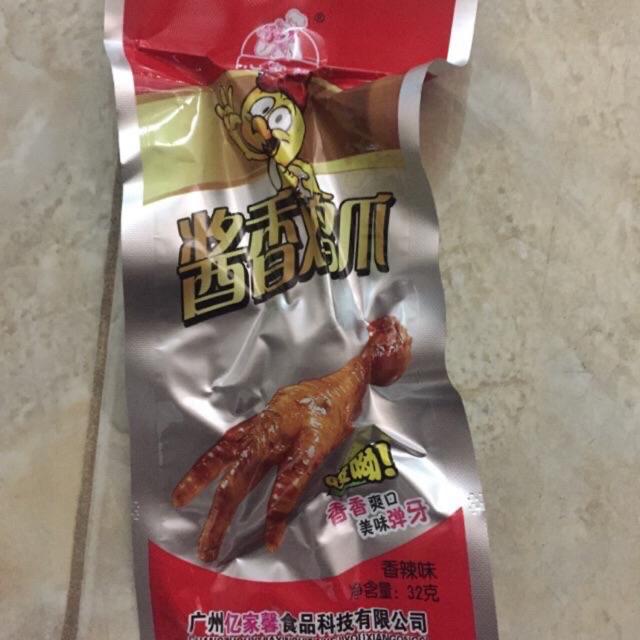 ®
酱香鸡爪
哎呦!
香香爽口
美味弹牙
香辣味
净含量: 32克
广州亿家馨食品科技有限公司